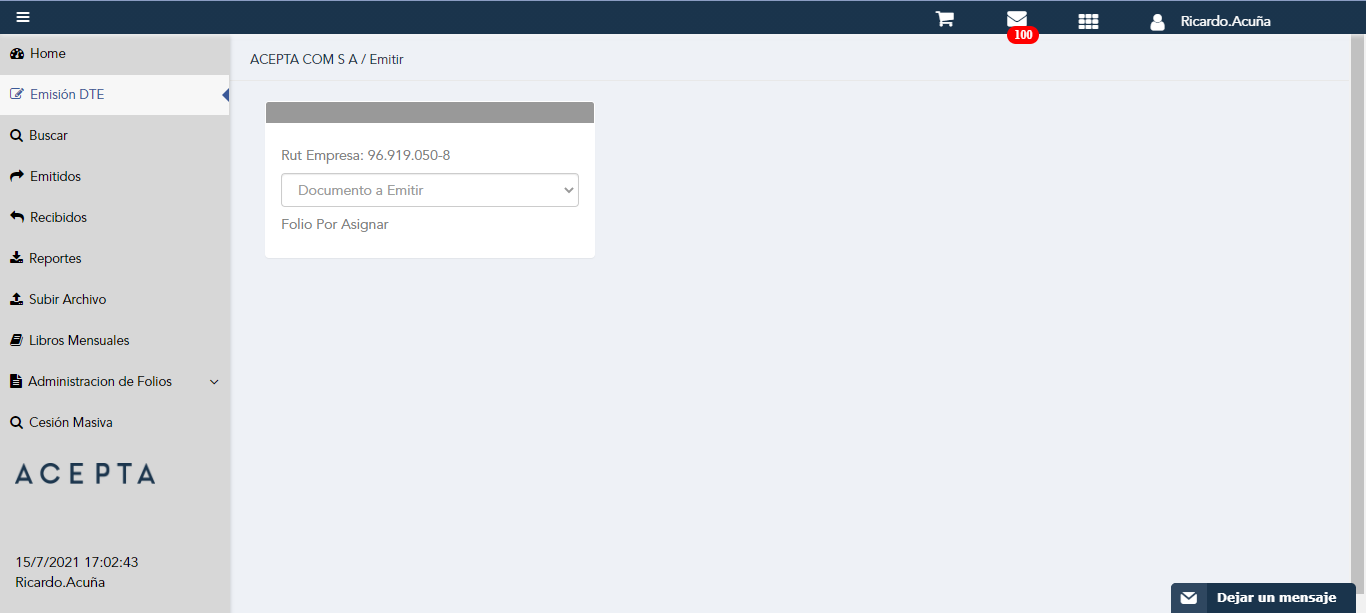 Ricardo.Acuña
100
Home
ACEPTA COM S A / Emitir
Emisión DTE
Buscar
Emitidos
Recibidos
Reportes
Subir Archivo
Libros Mensuales
Administracion de Folios
Cesión Masiva
ACEPTA
15/7/2021 17:02:43
Ricardo.Acuña
Rut Empresa: 96.919.050-8
Documento a Emitir
Folio Por Asignar
Dejar un mensaje